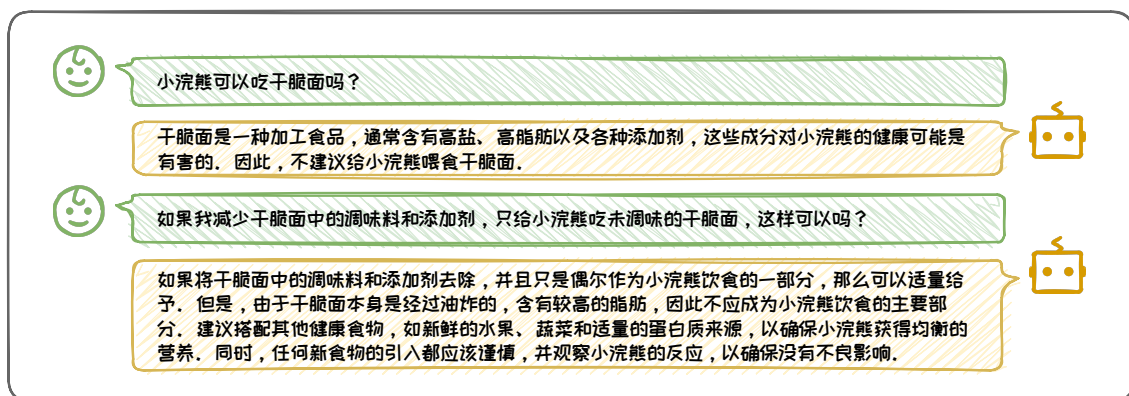 小浣熊可以吃干脆面吗？
干脆面是一种加工食品，通常含有高盐、高脂肪以及各种添加剂，这些成分对小浣熊的健康可能是
有害的．因此，不建议给小浣熊喂食干脆面．
如果我减少干脆面中的调味料和添加剂，只给小浣熊吃未调味的干脆面，这样可以吗？
如果将干脆面中的调味料和添加剂去除，并且只是偶尔作为小浣熊饮食的一部分，那么可以适量给
予．但是，由于干脆面本身是经过油炸的，含有较高的脂肪，因此不应成为小浣熊饮食的主要部
分．建议搭配其他健康食物，如新鲜的水果、蔬菜和适量的蛋白质来源，以确保小浣熊获得均衡的
营养．同时，任何新食物的引入都应该谨慎，并观察小浣熊的反应，以确保没有不良影响．